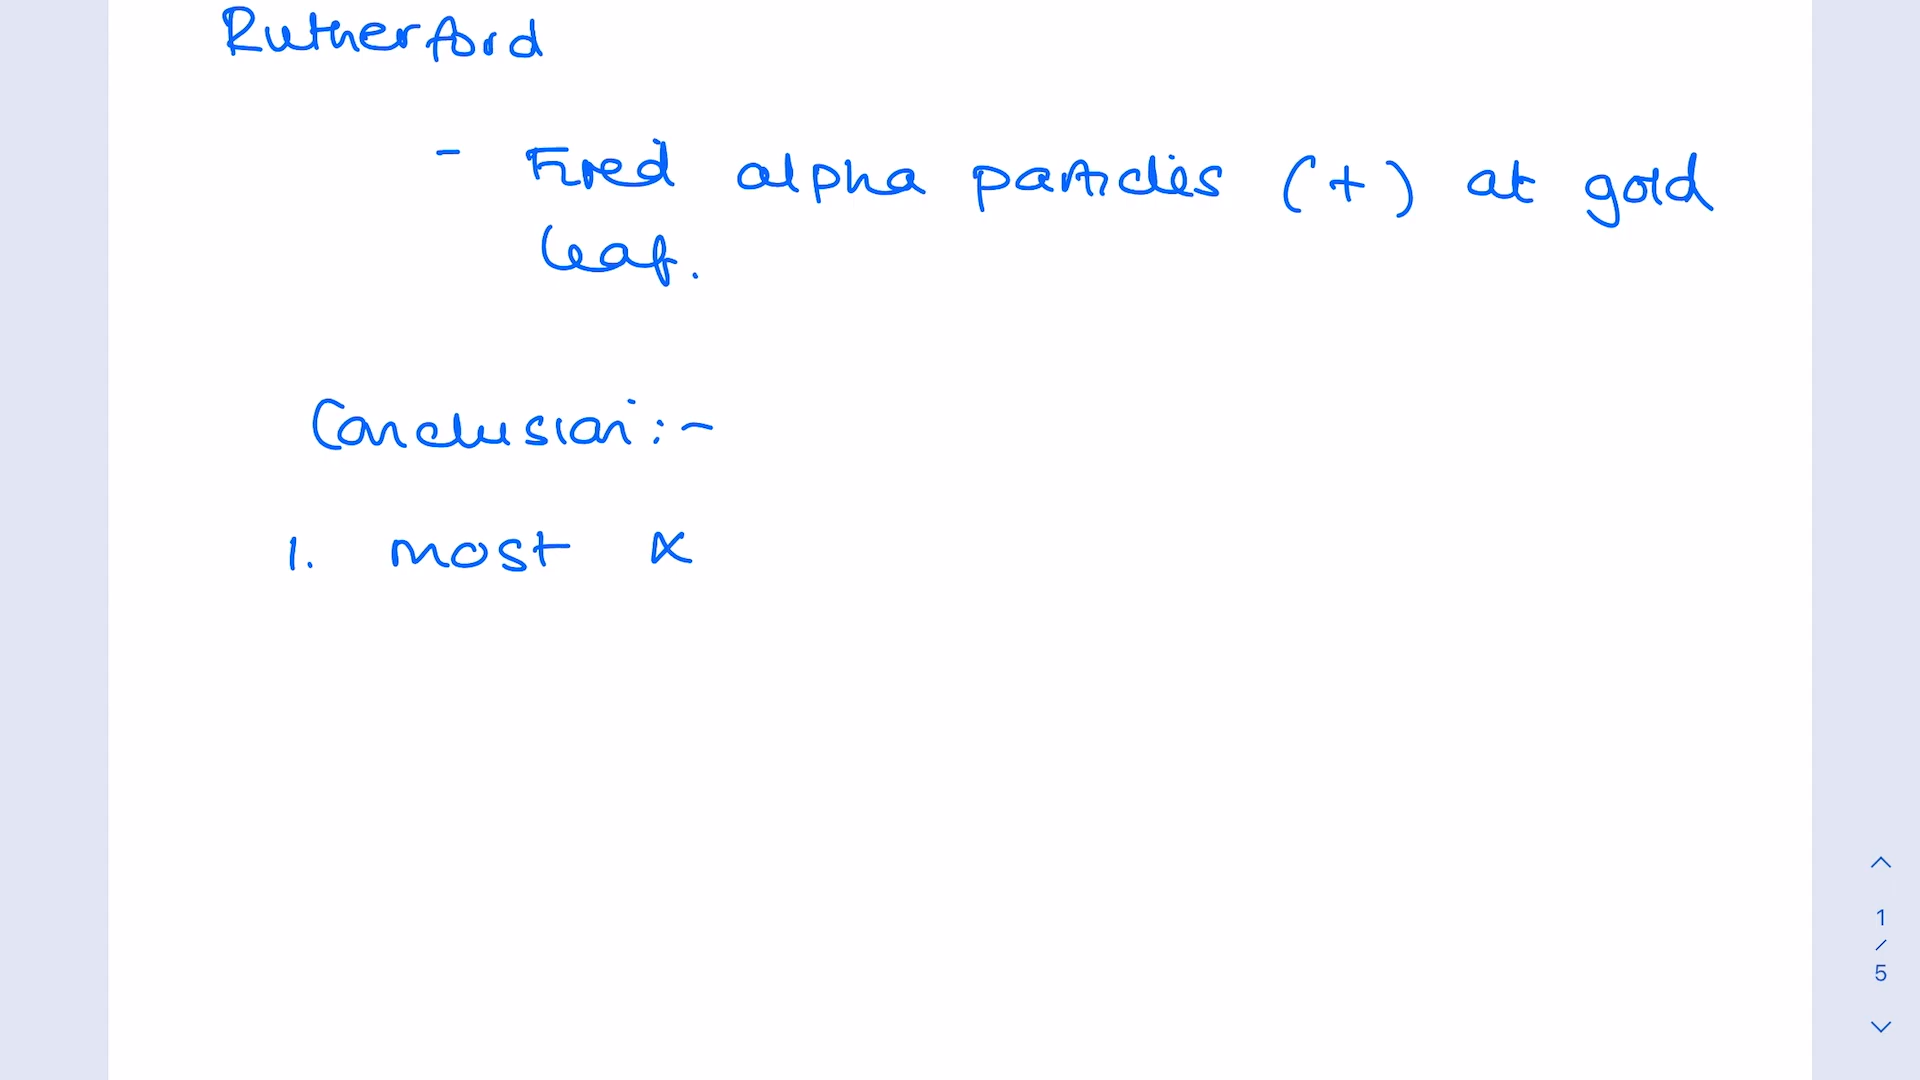 Rutherford
- Fired alpha particles (+) at gold
leaf.
Conclusion:-
1. most α
1
/
5